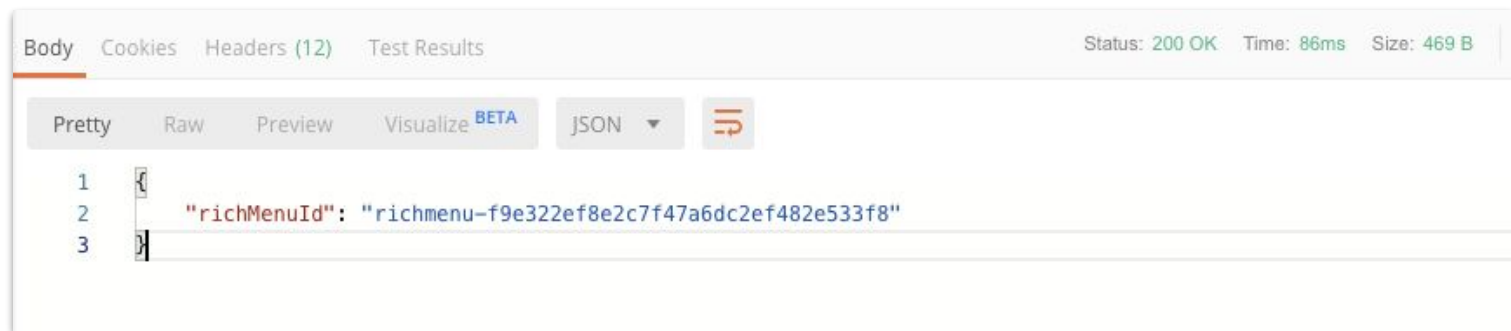 Body Cookies Headers (12) Test Results Status: 200 OK Time: 86ms Size: 469 B
Pretty Raw Preview Visualize BETA JSON
1 {
2 "richMenuId": "richmenu-f9e322ef8e2c7f47a6dc2ef482e533f8"
3 }